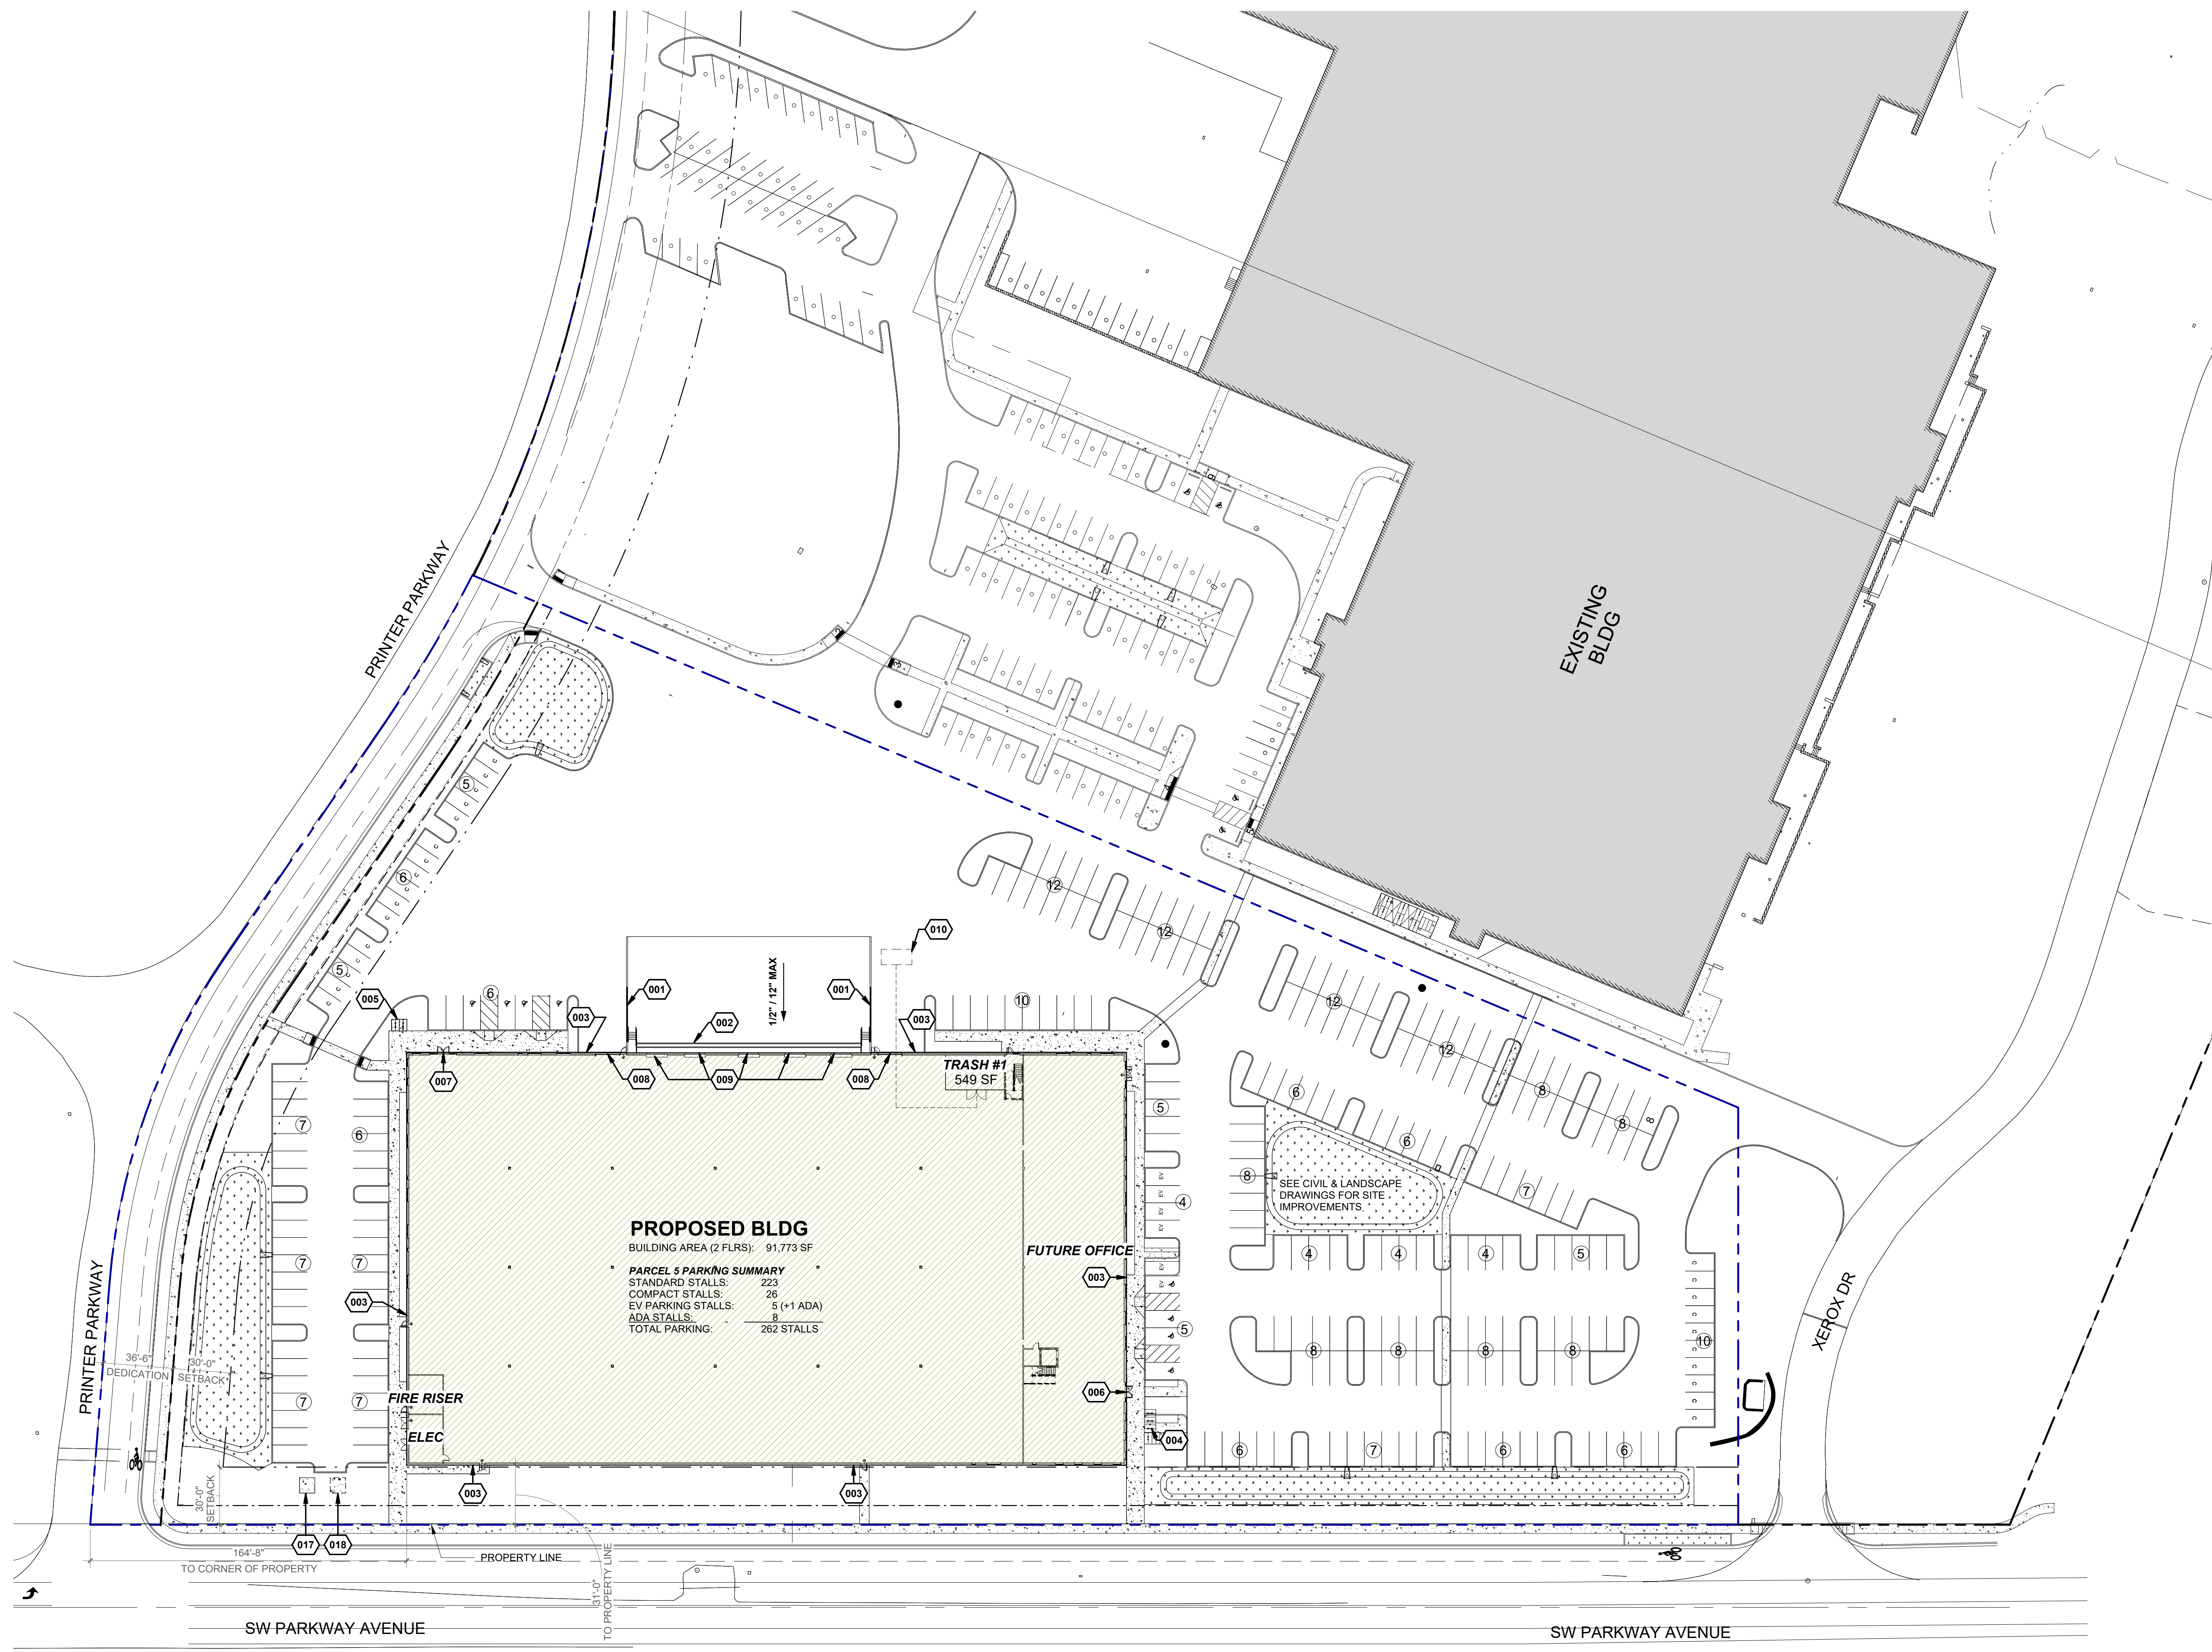 PRINTER PARKWAY
EXISTING
BLDG
5
6
5
12
12
12
12
8
8
8
010
1/2" / 12" MAX
001
001
005
6
003
002
003
10
007
008
009
008
TRASH #1
549 SF
7
6
5
6
6
8
7
SEE CIVIL & LANDSCAPE
DRAWINGS FOR SITE
IMPROVEMENTS
4
EV
EV
EV
EV
EV
EV
PROPOSED BLDG
BUILDING AREA (2 FLRS): 91,773 SF
PARCEL 5 PARKING SUMMARY
STANDARD STALLS: 223
COMPACT STALLS: 26
EV PARKING STALLS: 5 (+1 ADA)
ADA STALLS: 8
TOTAL PARKING: 262 STALLS
FUTURE OFFICE
003
7
7
4
4
4
5
003
5
8
8
8
8
10
C
C
C
C
C
C
C
C
C
C
XEROX DR
PRINTER PARKWAY
36'-6"
DEDICATION
30'-0"
SETBACK
7
7
FIRE RISER
ELEC
006
004
6
7
6
6
30'-0"
SETBACK
003
003
017
018
164'-8"
TO CORNER OF PROPERTY
PROPERTY LINE
31'-0"
TO PROPERTY LINE
SW PARKWAY AVENUE
SW PARKWAY AVENUE